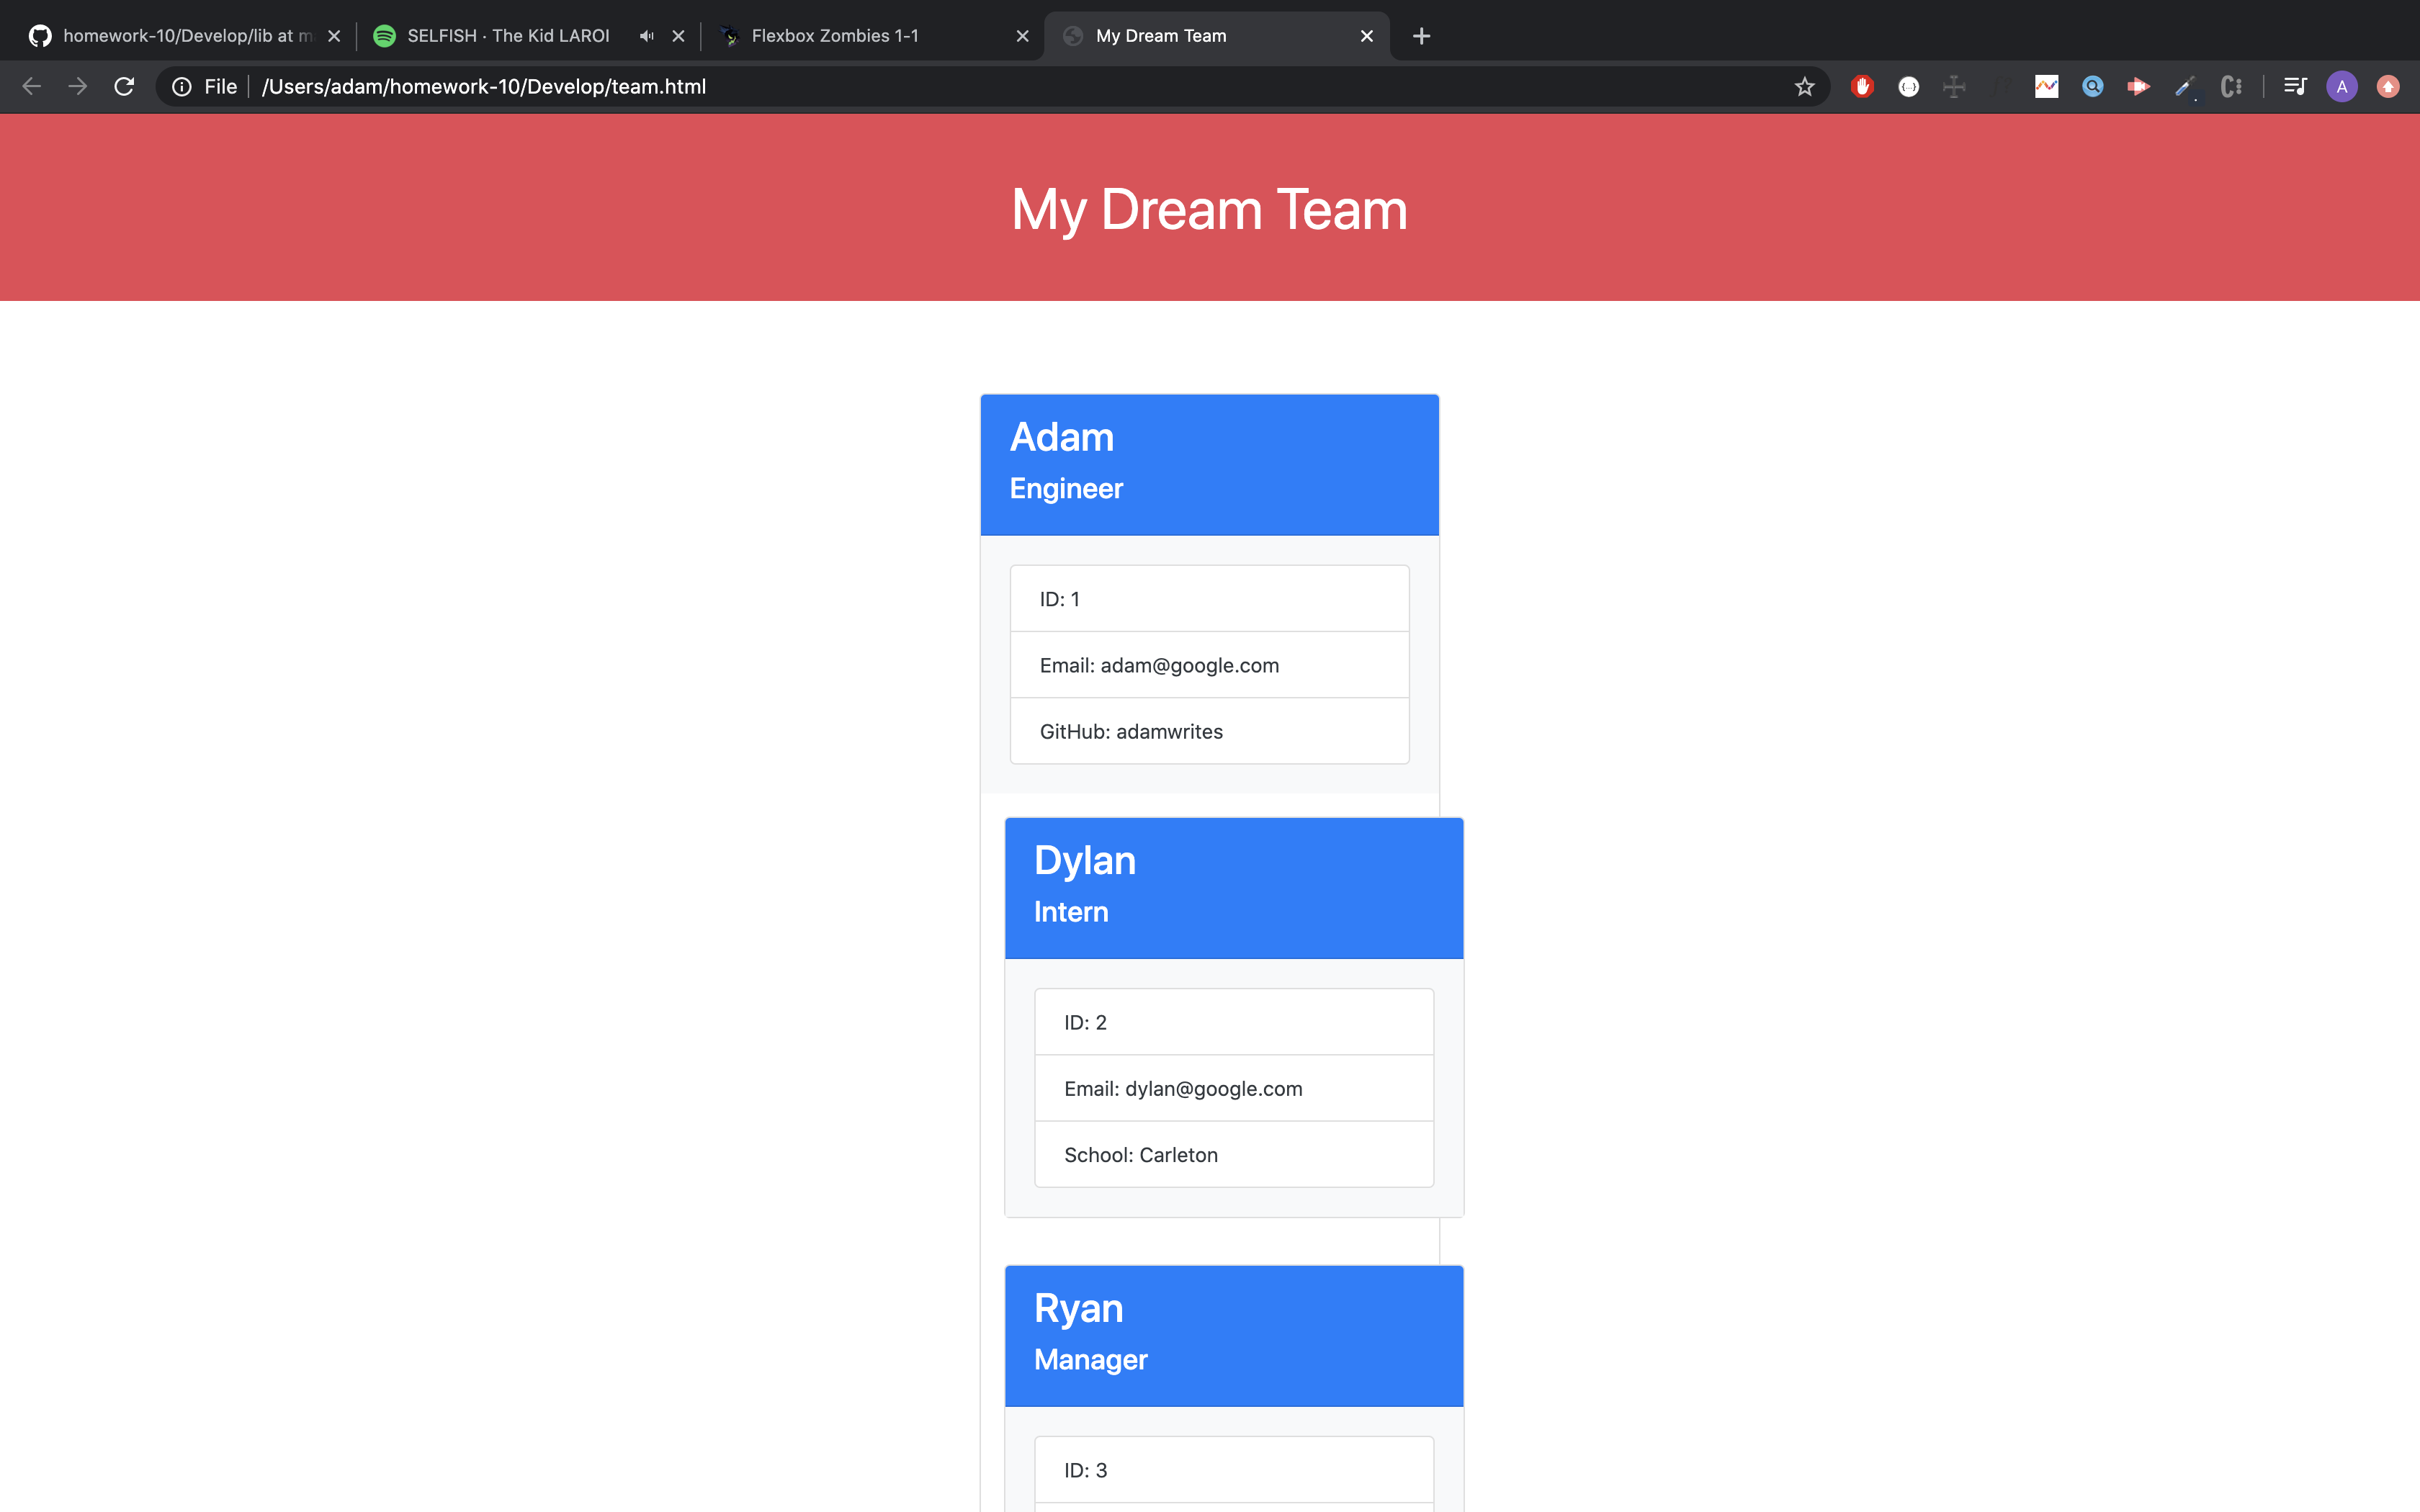 homework-10/Develop/lib at m
SELFISH · The Kid LAROI
Flexbox Zombies 1-1
My Dream Team
File
/Users/adam/homework-10/Develop/team.html
A
My Dream Team
Adam
Engineer
ID: 1
Email: adam@google.com
GitHub: adamwrites
Dylan
Intern
ID: 2
Email: dylan@google.com
School: Carleton
Ryan
Manager
ID: 3